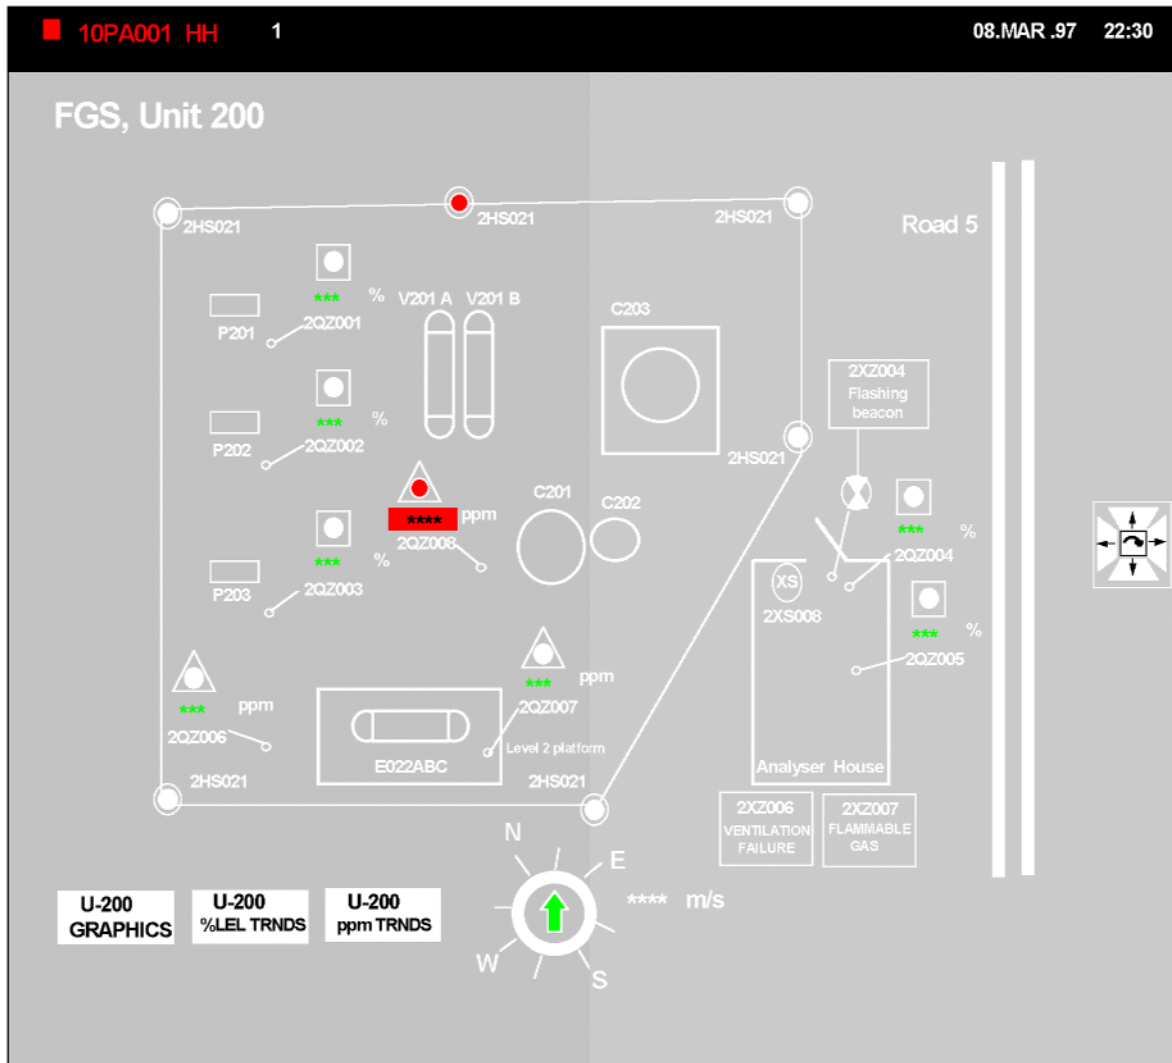 10PA001 HH 1 08.MAR .97 22:30
FGS, Unit 200
2HS021
2HS021
2HS021
Road 5
*** %
2QZ001
P201
V201 A V201 B
C203
2XZ004
Flashing
beacon
*** %
2QZ002
P202
2HS021
**** ppm
2QZ008
C201
C202
*** %
2QZ004
*** %
2QZ003
P203
XS
2XS008
*** %
2QZ005
*** ppm
2QZ006
*** ppm
2QZ007
Level 2 platform
E022ABC
2HS021
2HS021
Analyser House
2XZ006
VENTILATION
FAILURE
2XZ007
FLAMMABLE
GAS
N
E
W
S
**** m/s
U-200
GRAPHICS
U-200
%LEL TRNDS
U-200
ppm TRNDS